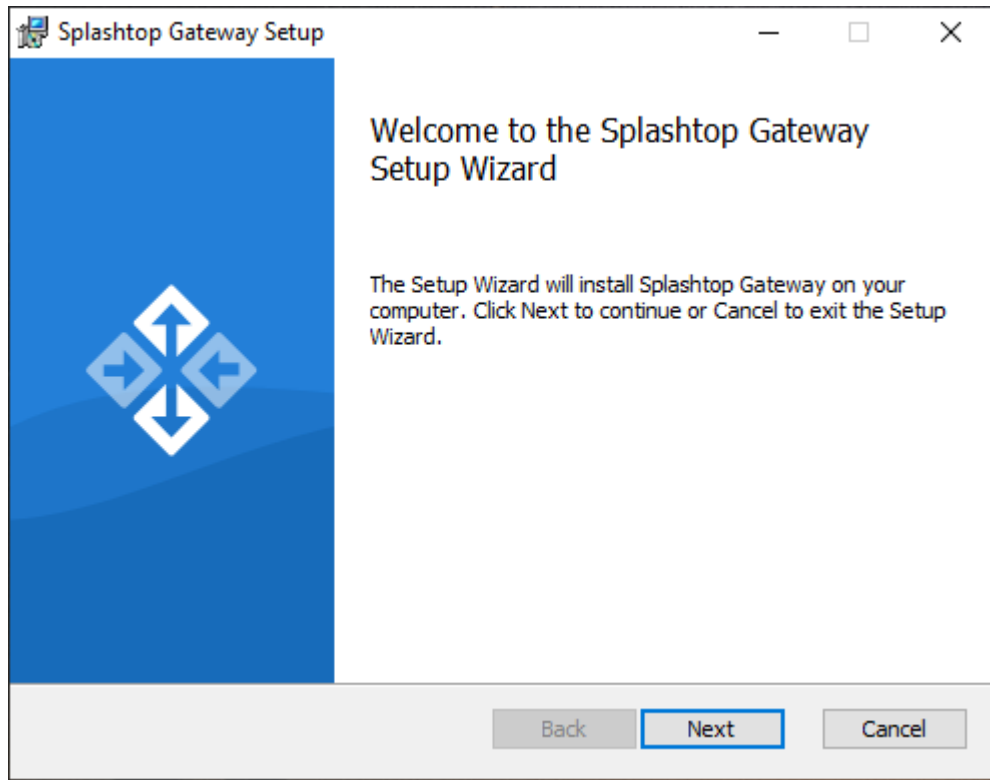 Splashtop Gateway Setup
Welcome to the Splashtop Gateway
Setup Wizard
The Setup Wizard will install Splashtop Gateway on your
computer. Click Next to continue or Cancel to exit the Setup
Wizard.
Back Next Cancel